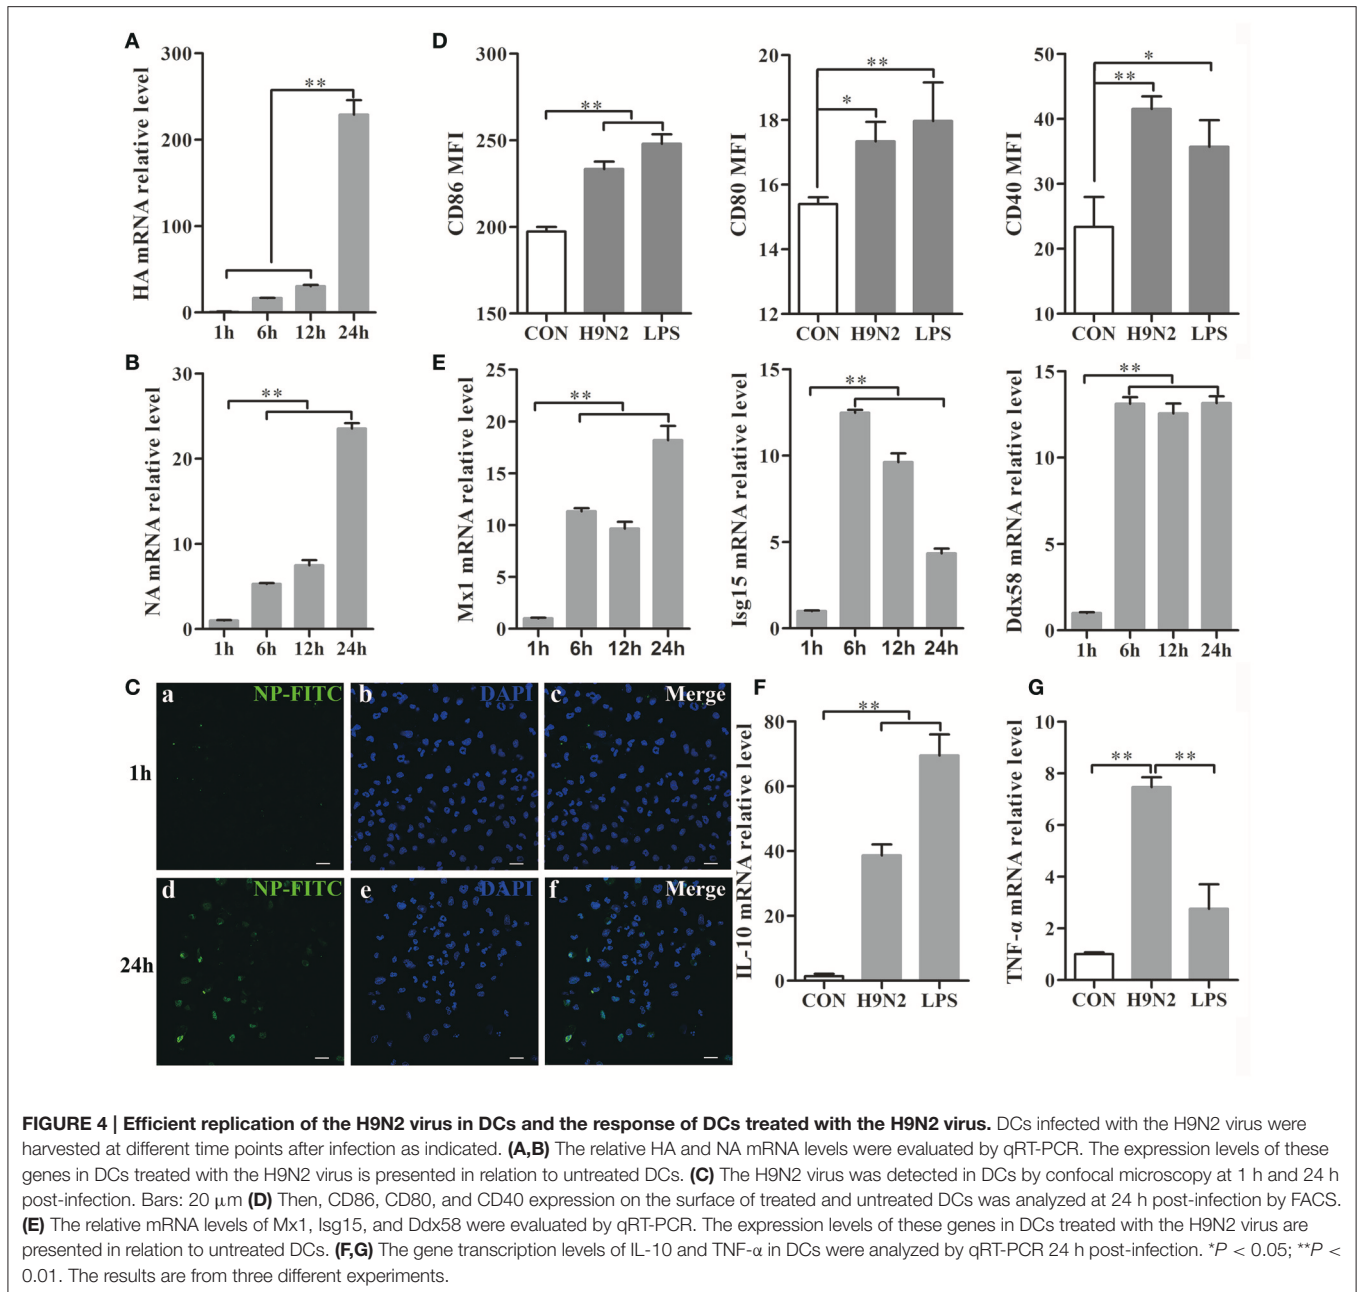 A
HA mRNA relative level
300
200
100
0
**
1h 6h 12h 24h
D
CD86 MFI
300
250
200
150
**
CON H9N2 LPS
CD80 MFI
20
18
16
14
12
**
*
CON H9N2 LPS
CD40 MFI
50
40
30
20
10
*
**
CON H9N2 LPS
B
NA mRNA relative level
30
20
10
0
**
1h 6h 12h 24h
E
Mx1 mRNA relative level
25
20
15
10
5
0
**
1h 6h 12h 24h
Isg15 mRNA relative level
15
10
5
0
**
1h 6h 12h 24h
Ddx58 mRNA relative level
15
10
5
0
**
1h 6h 12h 24h
C
1h
a NP-FITC
b DAPI
c Merge
24h
d NP-FITC
e DAPI
f Merge
F
IL-10 mRNA relative level
80
60
40
20
0
**
CON H9N2 LPS
G
TNF-α mRNA relative level
10
8
6
4
2
0
** **
CON H9N2 LPS
FIGURE 4 | Efficient replication of the H9N2 virus in DCs and the response of DCs treated with the H9N2 virus. DCs infected with the H9N2 virus were
harvested at different time points after infection as indicated. (A,B) The relative HA and NA mRNA levels were evaluated by qRT-PCR. The expression levels of these
genes in DCs treated with the H9N2 virus is presented in relation to untreated DCs. (C) The H9N2 virus was detected in DCs by confocal microscopy at 1 h and 24 h
post-infection. Bars: 20 μm (D) Then, CD86, CD80, and CD40 expression on the surface of treated and untreated DCs was analyzed at 24 h post-infection by FACS.
(E) The relative mRNA levels of Mx1, Isg15, and Ddx58 were evaluated by qRT-PCR. The expression levels of these genes in DCs treated with the H9N2 virus are
presented in relation to untreated DCs. (F,G) The gene transcription levels of IL-10 and TNF-α in DCs were analyzed by qRT-PCR 24 h post-infection. *P < 0.05; **P <
0.01. The results are from three different experiments.